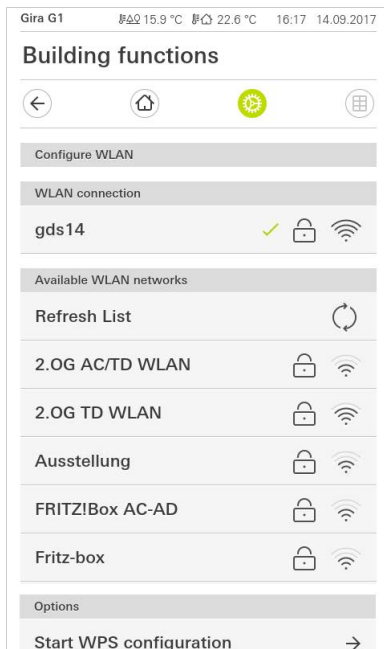 Gira G1 15.9 °C 22.6 °C 16:17 14.09.2017
Building functions
Configure WLAN
WLAN connection
gds14
Available WLAN networks
Refresh List
2.OG AC/TD WLAN
2.OG TD WLAN
Ausstellung
FRITZ!Box AC-AD
Fritz-box
Options
Start WPS configuration